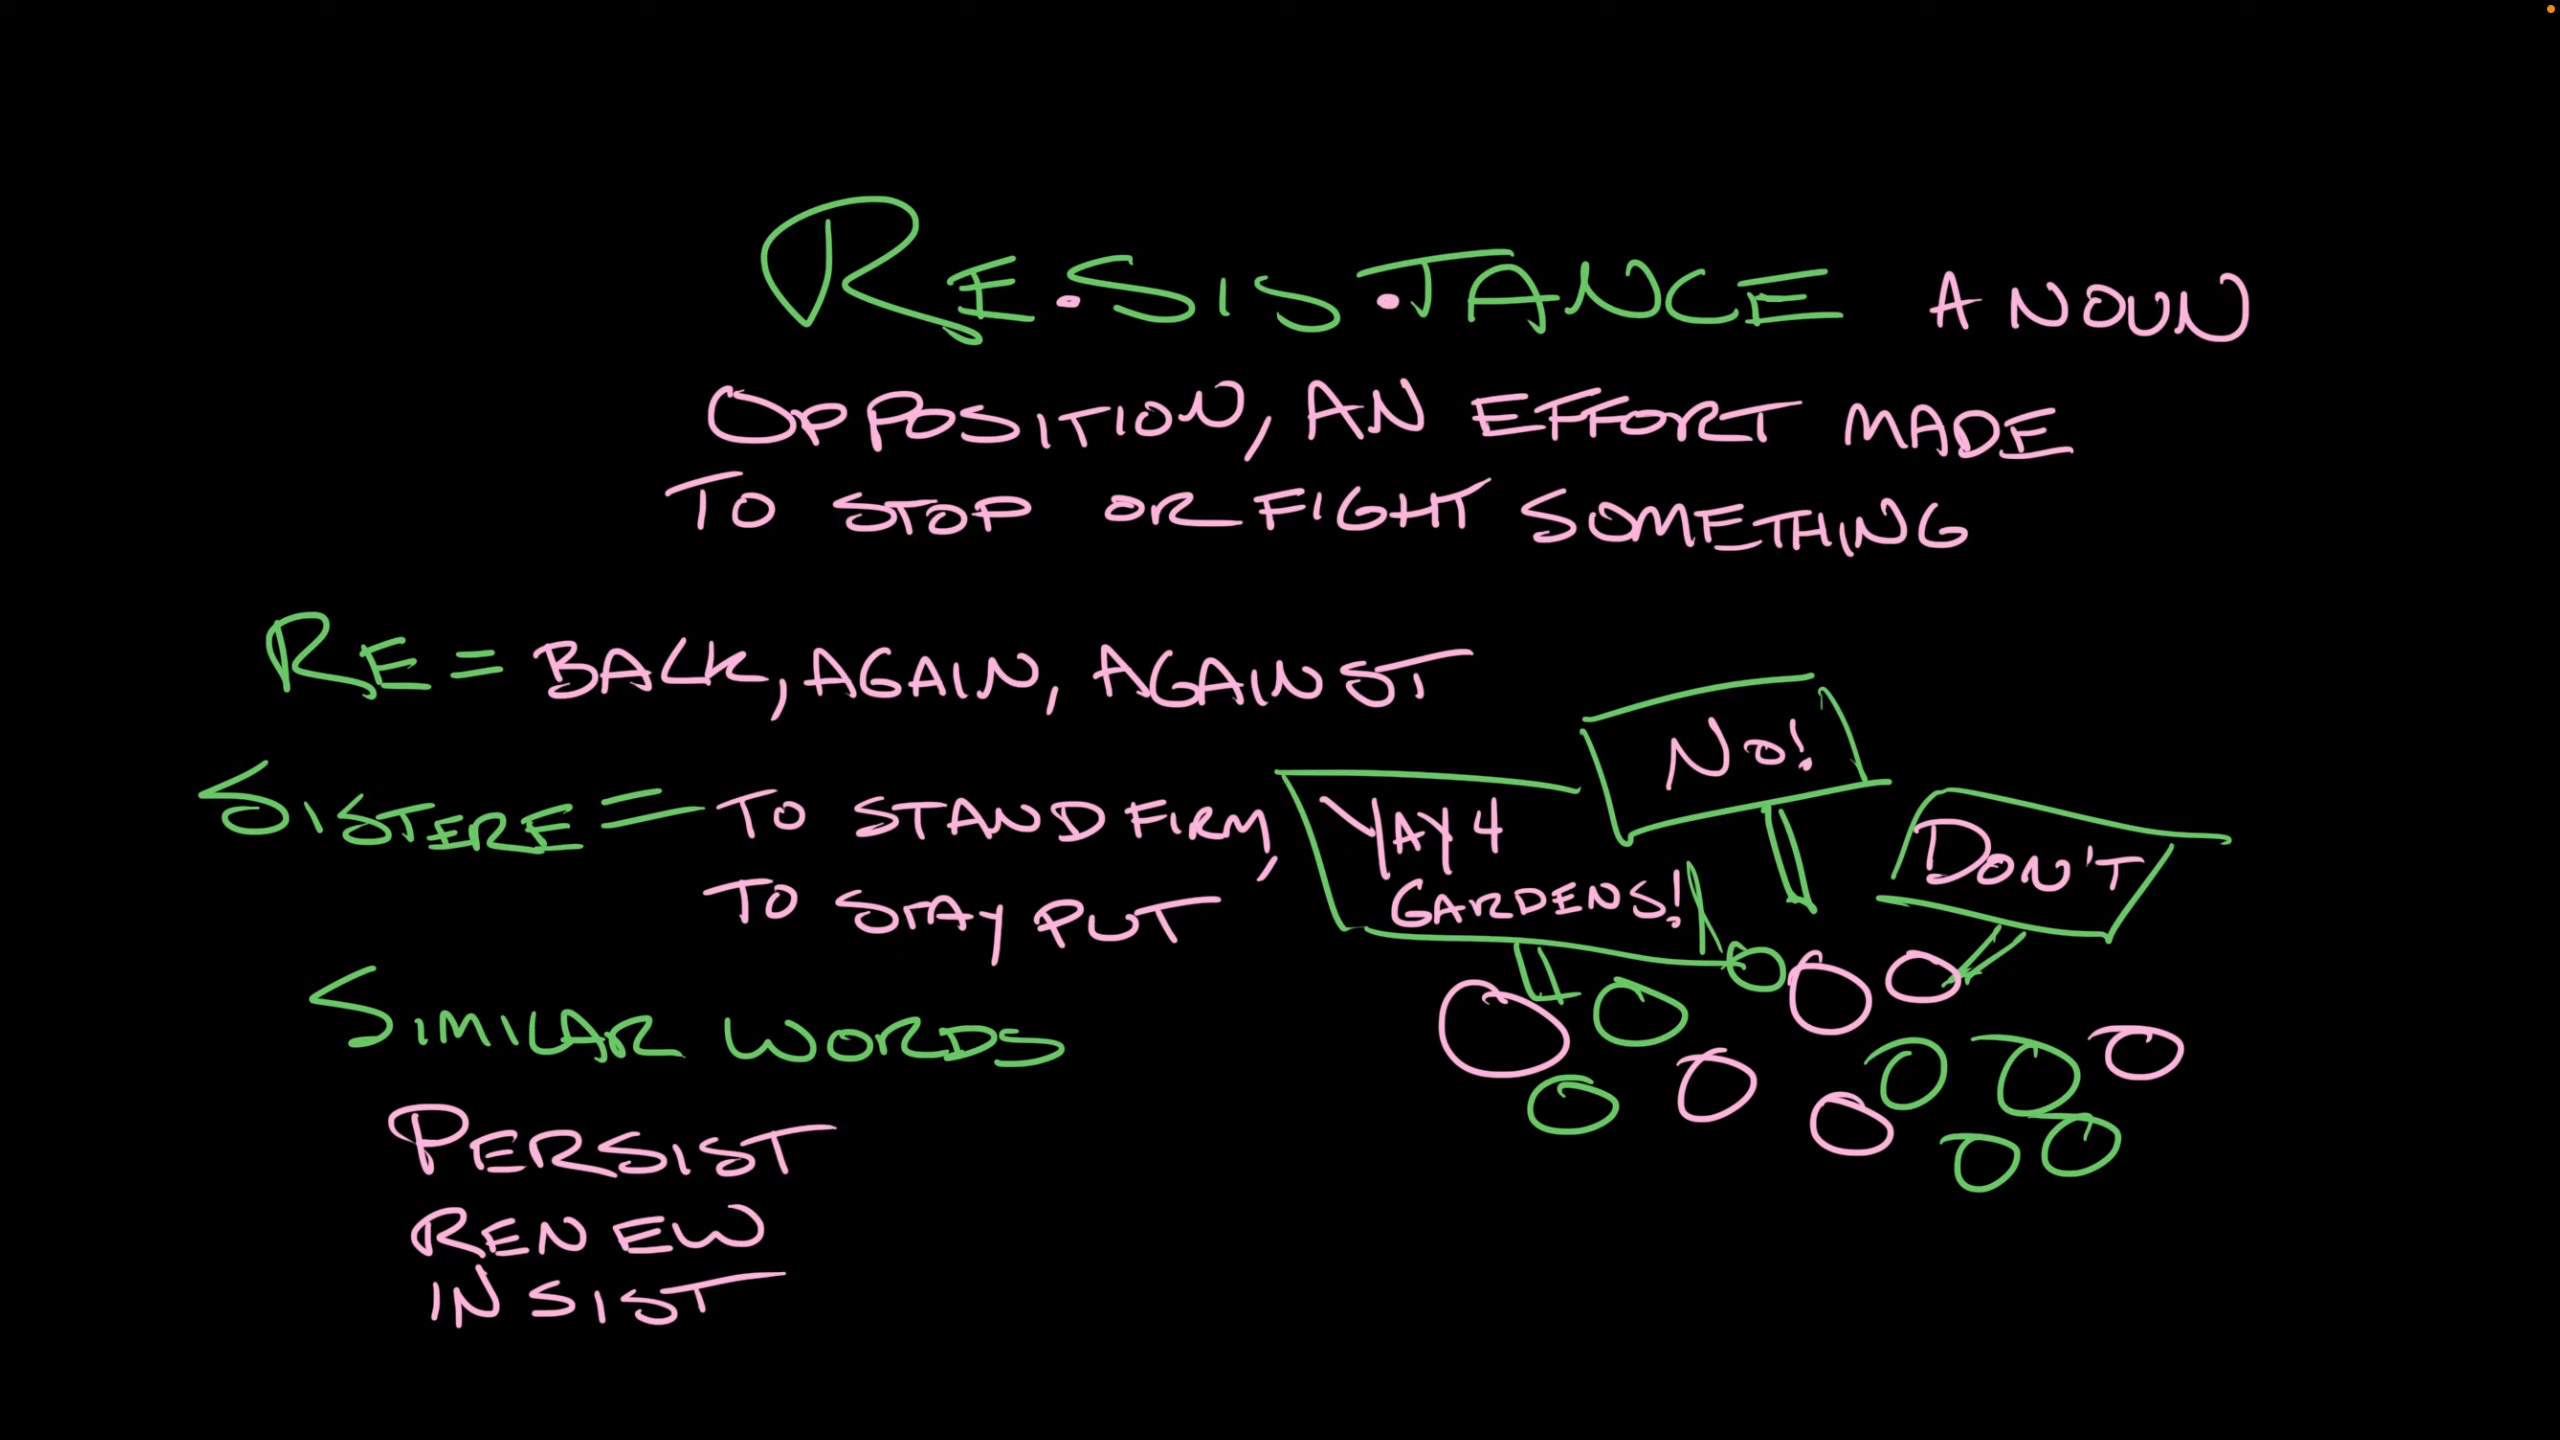 RE·SIS·TANCE A NOUN
OPPOSITION, AN EFFORT MADE
TO STOP OR FIGHT SOMETHING
RE = BACK, AGAIN, AGAINST
SISTERE = TO STAND FIRM,
TO STAY PUT
SIMILAR WORDS
PERSIST
RENEW
INSIST
YAY 4
GARDENS!
NO!
DON'T